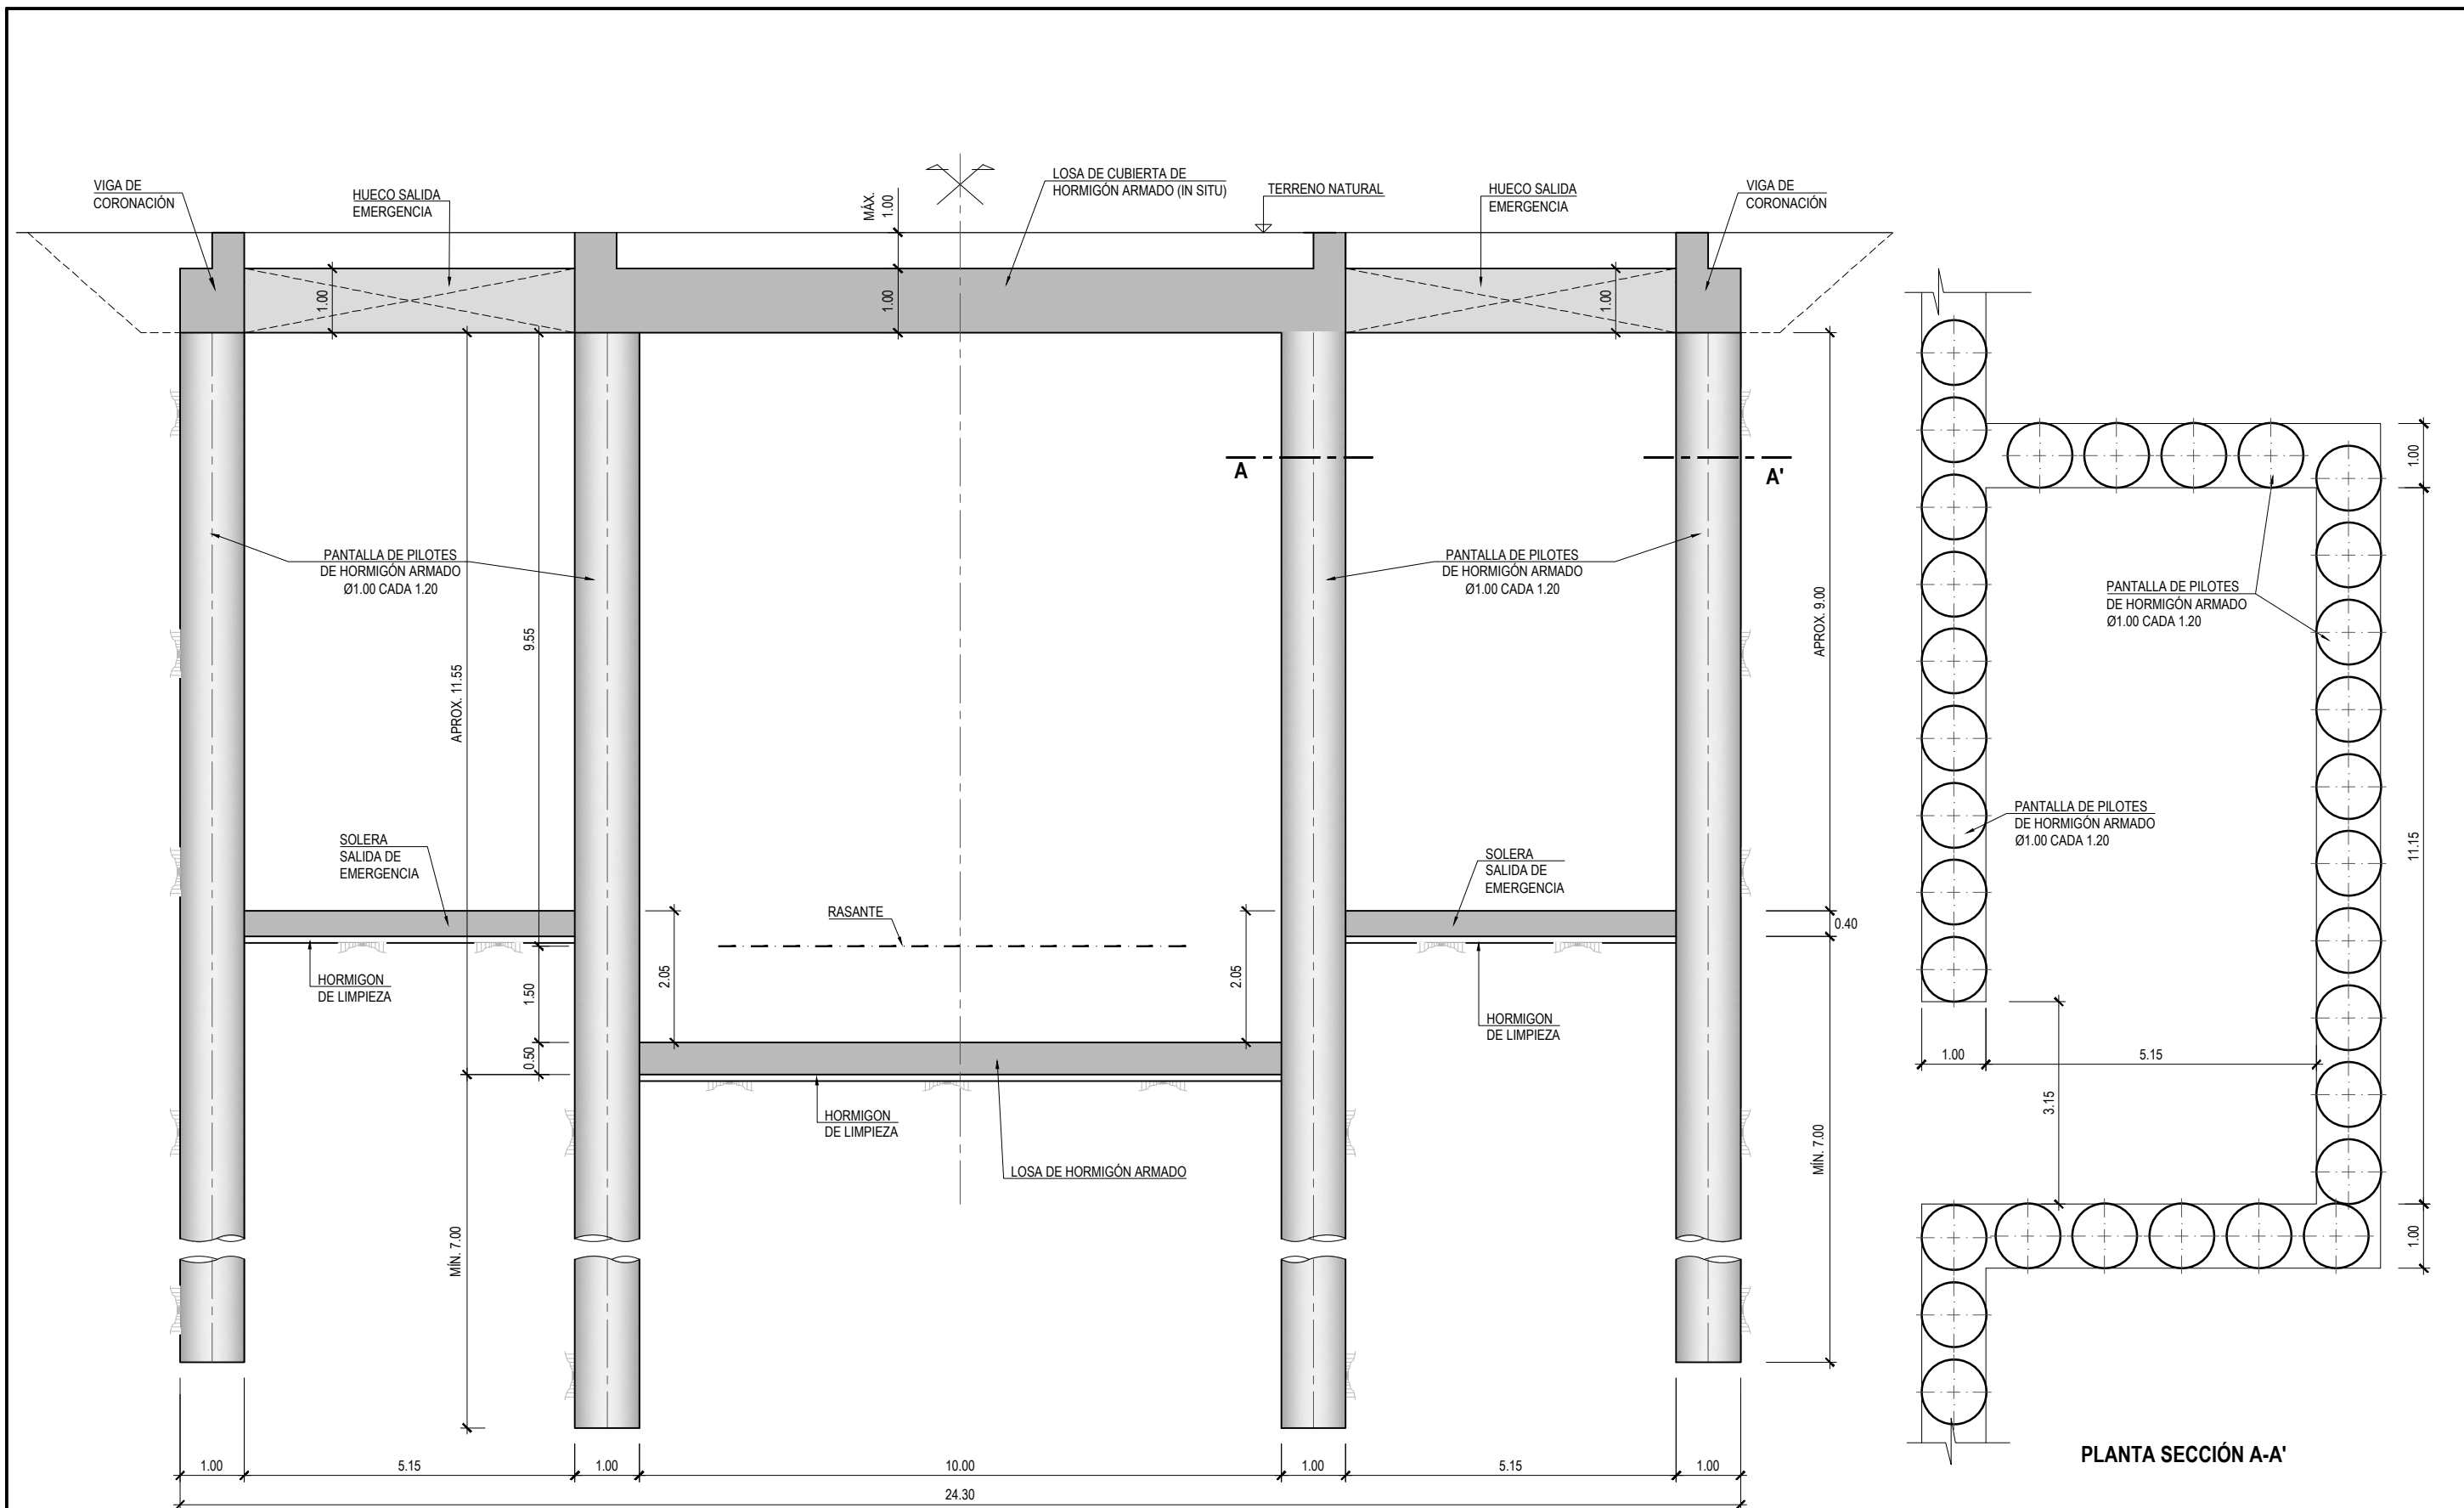 VIGA DE
CORONACIÓN
HUECO SALIDA
EMERGENCIA
MÁX.
1.00
LOSA DE CUBIERTA DE
HORMIGÓN ARMADO (IN SITU)
TERRENO NATURAL
HUECO SALIDA
EMERGENCIA
VIGA DE
CORONACIÓN
1.00
1.00
1.00
A
A'
PANTALLA DE PILOTES
DE HORMIGÓN ARMADO
Ø1.00 CADA 1.20
PANTALLA DE PILOTES
DE HORMIGÓN ARMADO
Ø1.00 CADA 1.20
APROX. 11.55
9.55
APROX. 9.00
SOLERA
SALIDA DE
EMERGENCIA
SOLERA
SALIDA DE
EMERGENCIA
RASANTE
0.40
2.05
2.05
HORMIGON
DE LIMPIEZA
1.50
0.50
HORMIGON
DE LIMPIEZA
HORMIGON
DE LIMPIEZA
LOSA DE HORMIGÓN ARMADO
MÍN. 7.00
MÍN. 7.00
1.00
5.15
1.00
10.00
1.00
5.15
1.00
24.30
1.00
PANTALLA DE PILOTES
DE HORMIGÓN ARMADO
Ø1.00 CADA 1.20
PANTALLA DE PILOTES
DE HORMIGÓN ARMADO
Ø1.00 CADA 1.20
11.15
1.00
5.15
3.15
1.00
PLANTA SECCIÓN A-A'